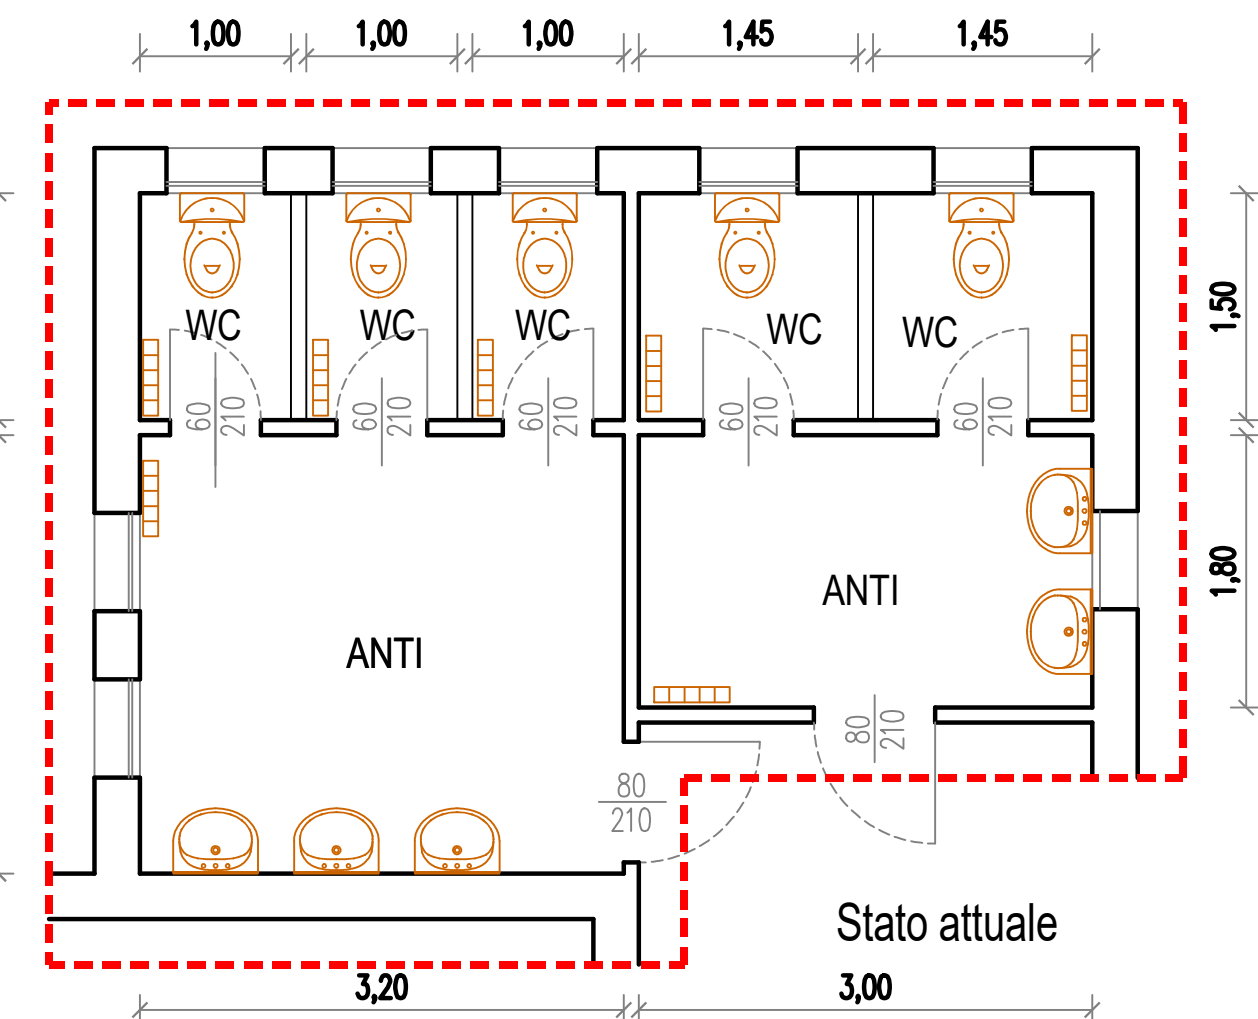 1,00 1,00 1,00 1,45 1,45
WC WC WC WC WC
1,50
60 60 60 60 60
210 210 210 210 210
1,80
ANTI
ANTI
80
210
80
210
Stato attuale
3,20 3,00